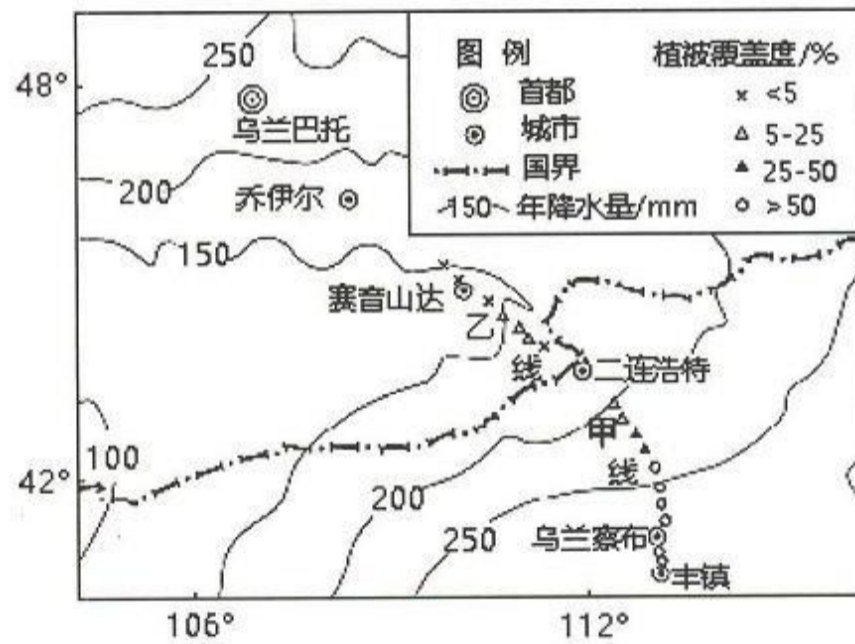 图 例 植被覆盖度/%
首都 × <5
城市 △ 5-25
国界 ▲ 25-50
150 年降水量/mm ○ >50
250
48°
乌兰巴托
200
乔伊尔
150
赛音山达
乙
线
二连浩特
甲
100
线
42°
200
250
乌兰察布
丰镇
106°
112°